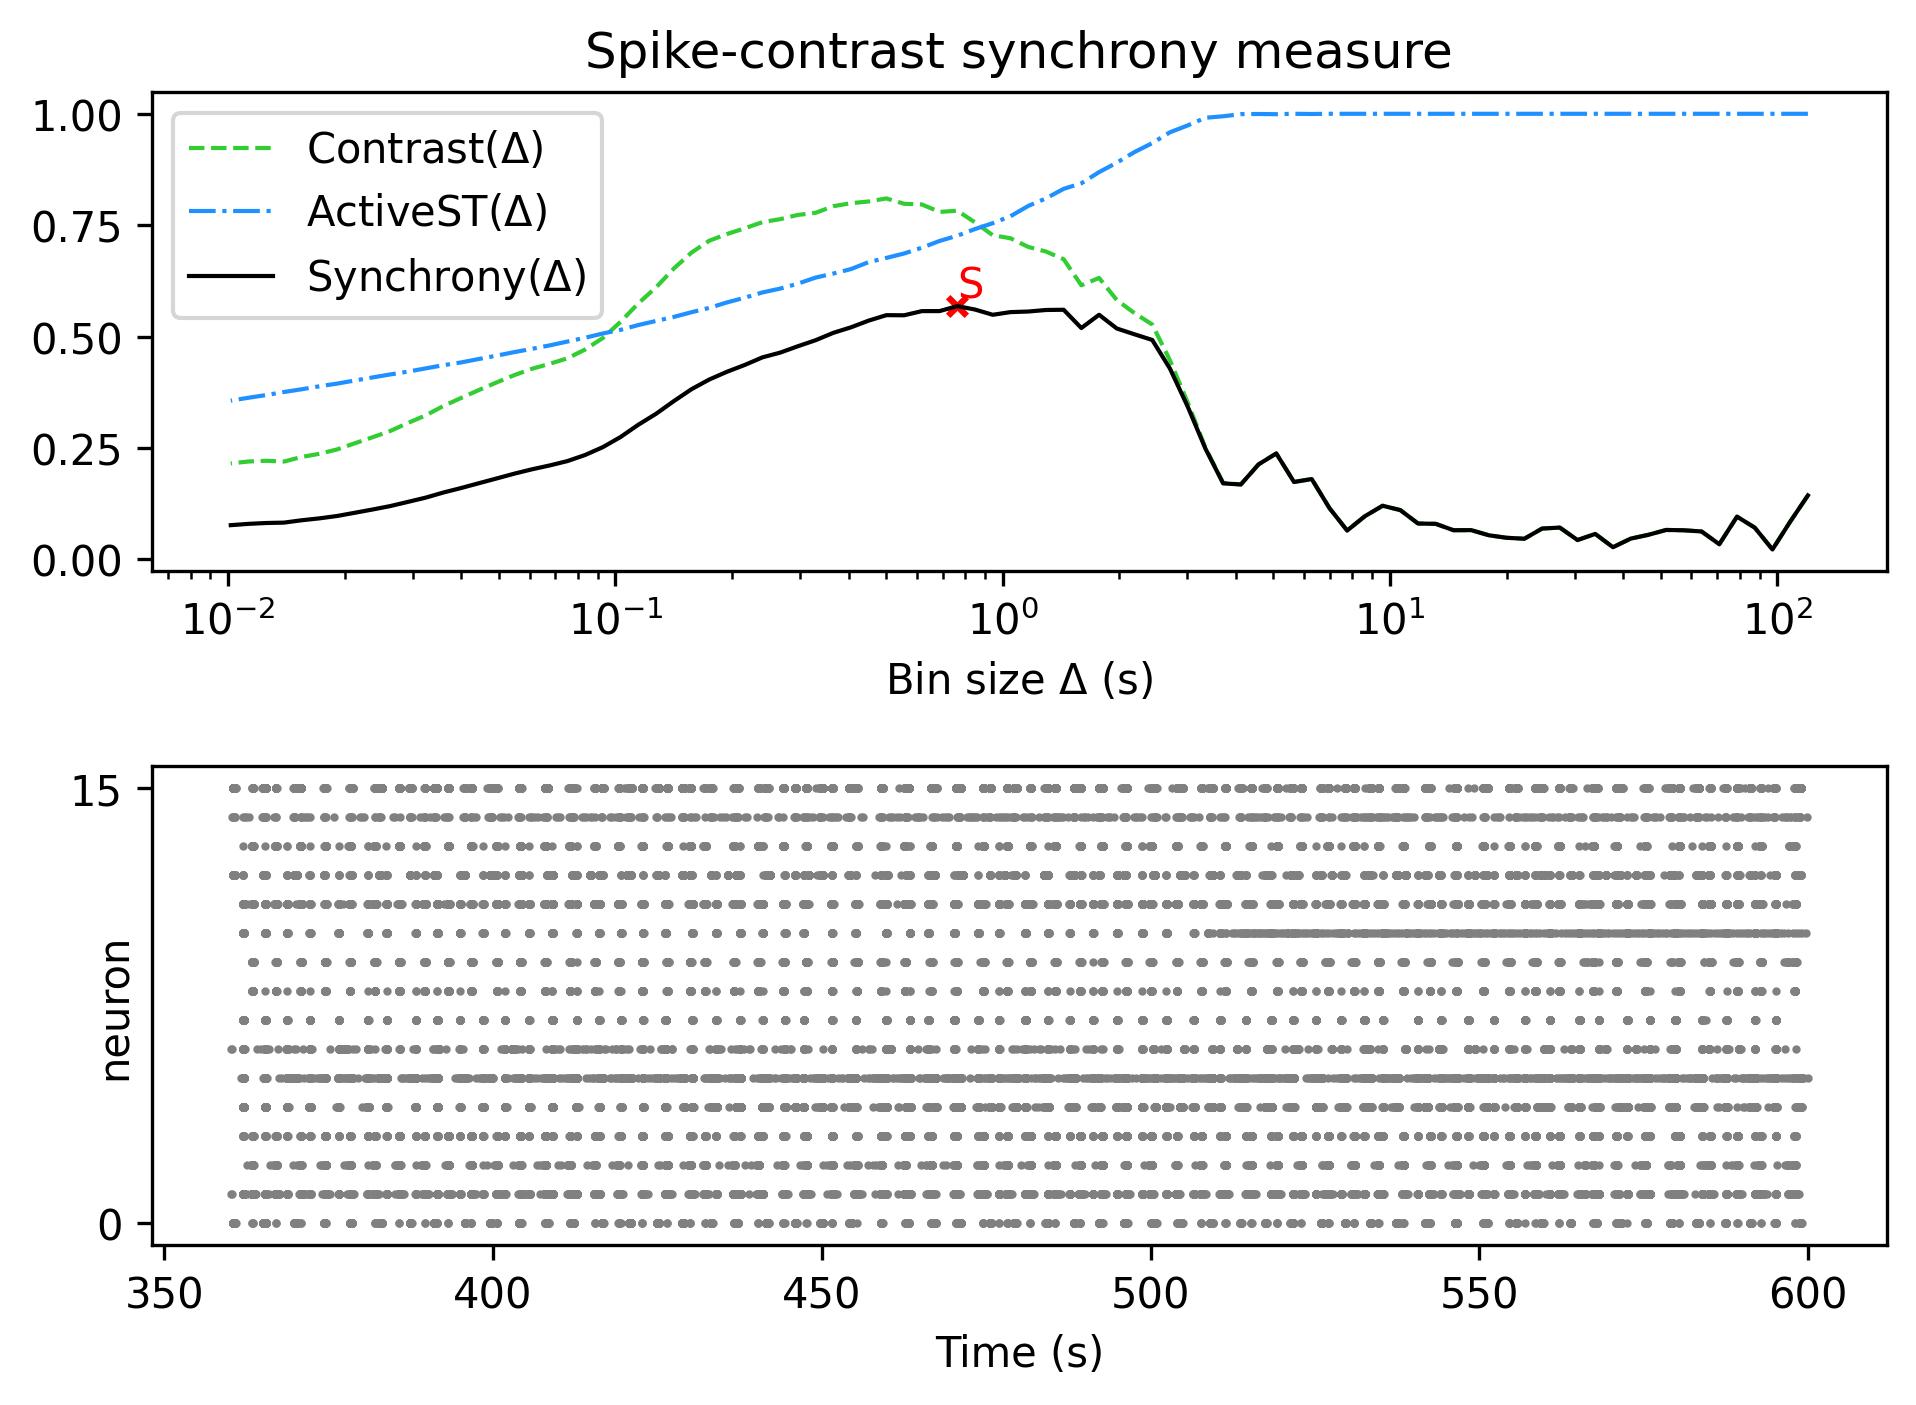 Spike-contrast synchrony measure
1.00
0.75
0.50
0.25
0.00
Contrast(Δ)
ActiveST(Δ)
Synchrony(Δ)
S
10⁻² 10⁻¹ 10⁰ 10¹ 10²
Bin size Δ (s)
15
0
neuron
350 400 450 500 550 600
Time (s)